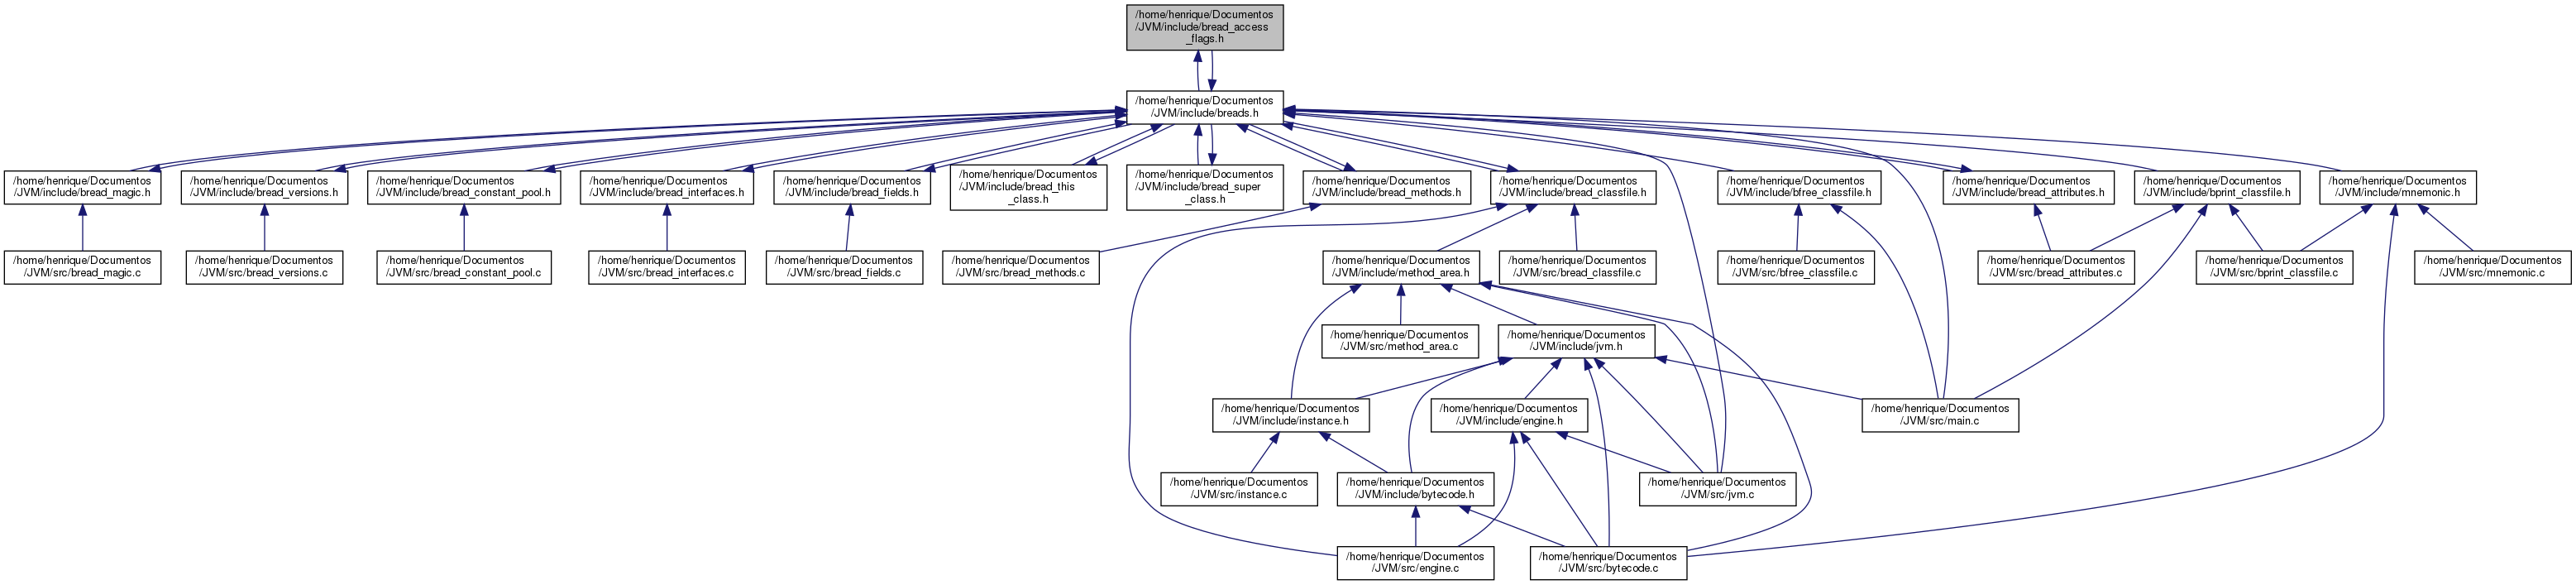 /home/henrique/Documentos
/JVM/include/bread_access
_flags.h
/home/henrique/Documentos
/JVM/include/breads.h
/home/henrique/Documentos
/JVM/include/bread_magic.h
/home/henrique/Documentos
/JVM/include/bread_versions.h
/home/henrique/Documentos
/JVM/include/bread_constant_pool.h
/home/henrique/Documentos
/JVM/include/bread_interfaces.h
/home/henrique/Documentos
/JVM/include/bread_fields.h
/home/henrique/Documentos
/JVM/include/bread_this
_class.h
/home/henrique/Documentos
/JVM/include/bread_super
_class.h
/home/henrique/Documentos
/JVM/include/bread_methods.h
/home/henrique/Documentos
/JVM/include/bread_classfile.h
/home/henrique/Documentos
/JVM/include/bfree_classfile.h
/home/henrique/Documentos
/JVM/include/bread_attributes.h
/home/henrique/Documentos
/JVM/include/bprint_classfile.h
/home/henrique/Documentos
/JVM/include/mnemonic.h
/home/henrique/Documentos
/JVM/src/bread_magic.c
/home/henrique/Documentos
/JVM/src/bread_versions.c
/home/henrique/Documentos
/JVM/src/bread_constant_pool.c
/home/henrique/Documentos
/JVM/src/bread_interfaces.c
/home/henrique/Documentos
/JVM/src/bread_fields.c
/home/henrique/Documentos
/JVM/src/bread_methods.c
/home/henrique/Documentos
/JVM/include/method_area.h
/home/henrique/Documentos
/JVM/src/bread_classfile.c
/home/henrique/Documentos
/JVM/src/bfree_classfile.c
/home/henrique/Documentos
/JVM/src/bread_attributes.c
/home/henrique/Documentos
/JVM/src/bprint_classfile.c
/home/henrique/Documentos
/JVM/src/mnemonic.c
/home/henrique/Documentos
/JVM/src/method_area.c
/home/henrique/Documentos
/JVM/include/jvm.h
/home/henrique/Documentos
/JVM/include/instance.h
/home/henrique/Documentos
/JVM/include/engine.h
/home/henrique/Documentos
/JVM/src/main.c
/home/henrique/Documentos
/JVM/src/instance.c
/home/henrique/Documentos
/JVM/include/bytecode.h
/home/henrique/Documentos
/JVM/src/jvm.c
/home/henrique/Documentos
/JVM/src/engine.c
/home/henrique/Documentos
/JVM/src/bytecode.c